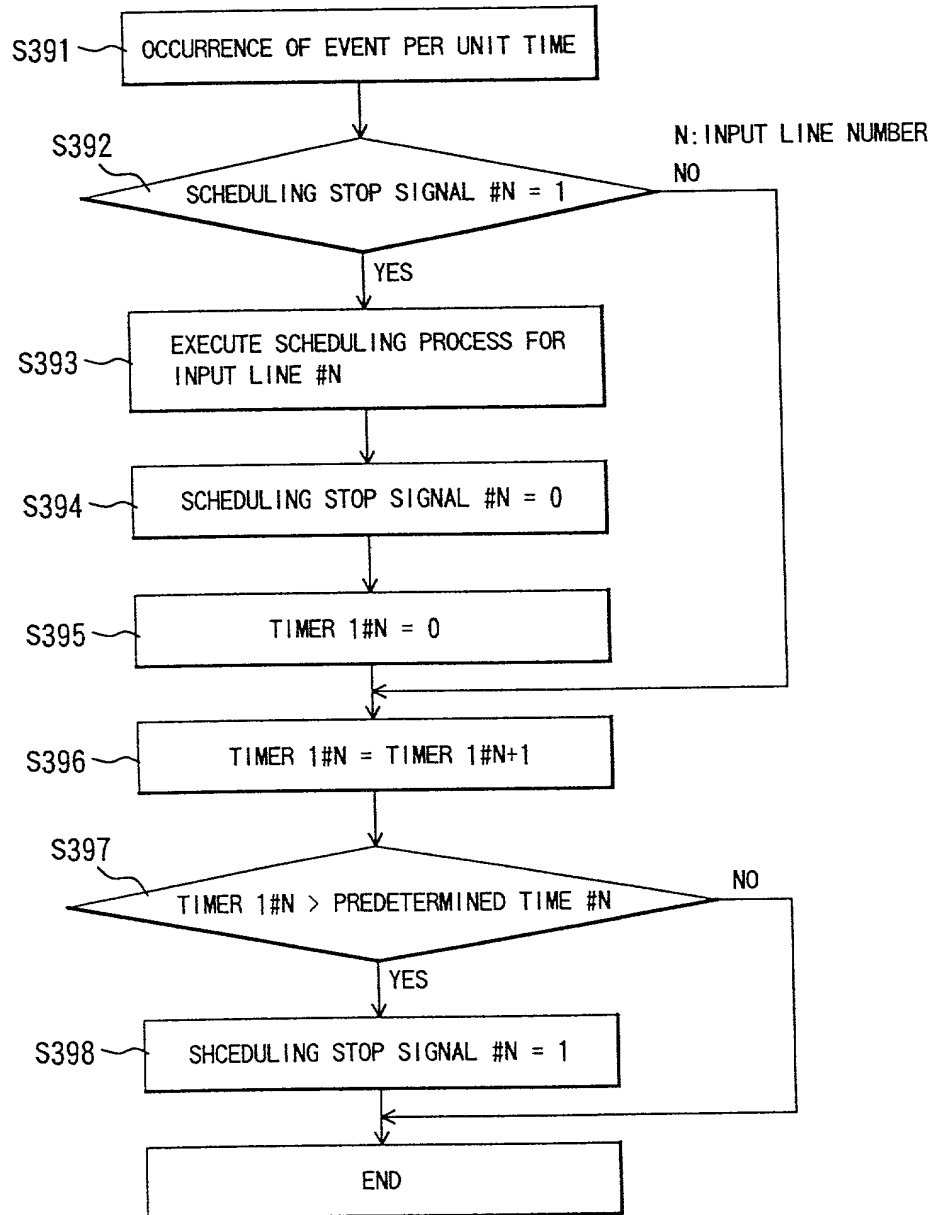 S391
OCCURRENCE OF EVENT PER UNIT TIME
N:INPUT LINE NUMBER
S392
NO
SCHEDULING STOP SIGNAL #N = 1
YES
S393
EXECUTE SCHEDULING PROCESS FOR
INPUT LINE #N
S394
SCHEDULING STOP SIGNAL #N = 0
S395
TIMER 1#N = 0
S396
TIMER 1#N = TIMER 1#N+1
S397
NO
TIMER 1#N > PREDETERMINED TIME #N
YES
S398
SHCEDULING STOP SIGNAL #N = 1
END